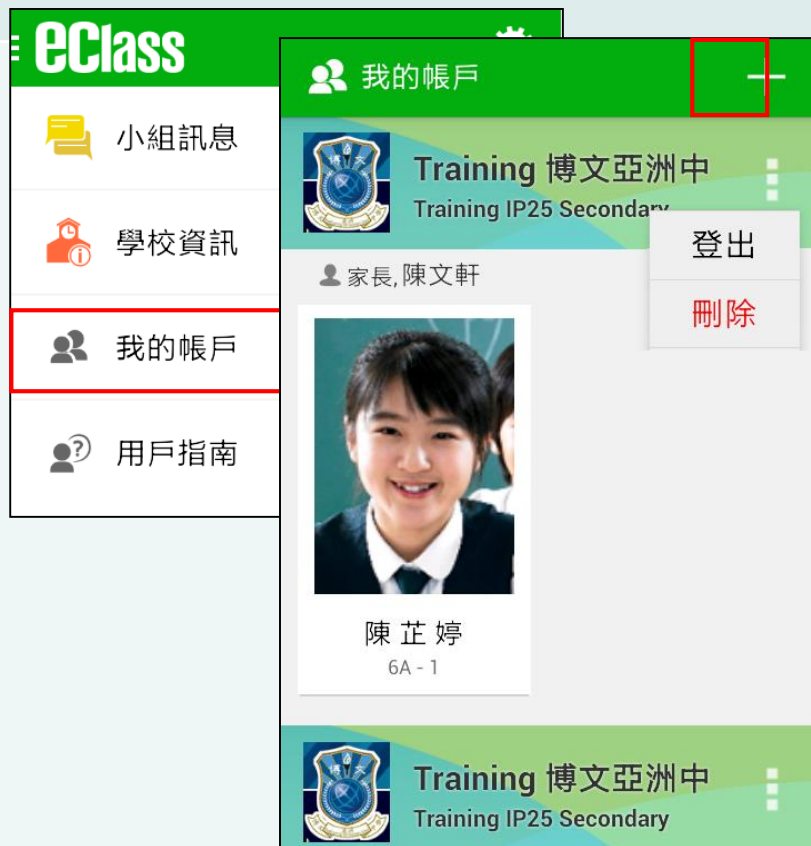 eClass
小組訊息
學校資訊
我的帳戶
用戶指南
我的帳戶
Training 博文亞洲中
Training IP25 Secondary
登出
刪除
家長,陳文軒
陳芷婷
6A - 1
Training 博文亞洲中
Training IP25 Secondary